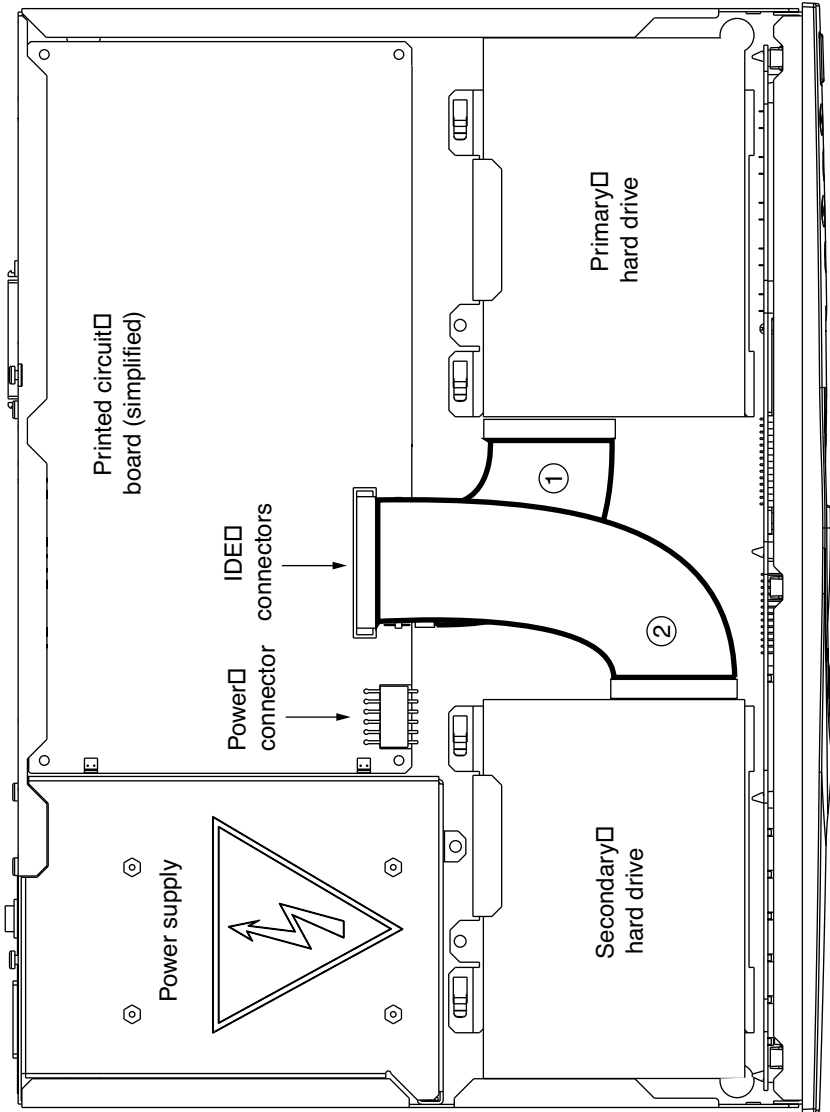 Printed circuit□
board (simplified)
Primary□
hard drive
IDE□
connectors
Power□
connector
Power supply
Secondary□
hard drive
1
2